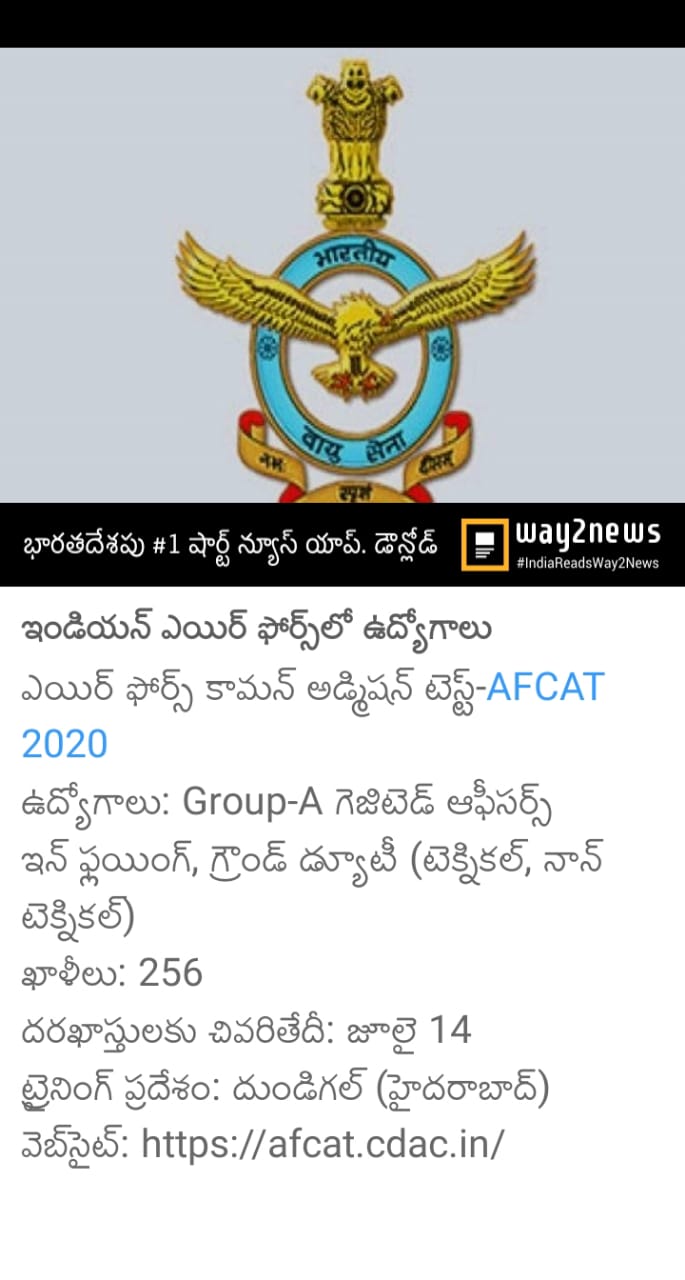 भारतीय
वायु सेना
नभः स्पृशं दीप्तम्
భారతదేశపు #1 షార్ట్ న్యూస్ యాప్. డౌన్లోడ్
way2news
#IndiaReadsWay2News
ఇండియన్ ఎయిర్ ఫోర్స్‌లో ఉద్యోగాలు
ఎయిర్ ఫోర్స్ కామన్ అడ్మిషన్ టెస్ట్-AFCAT
2020
ఉద్యోగాలు: Group-A గెజిటెడ్ ఆఫీసర్స్
ఇన్ ఫ్లయింగ్, గ్రౌండ్ డ్యూటీ (టెక్నికల్, నాన్
టెక్నికల్)
ఖాళీలు: 256
దరఖాస్తులకు చివరితేదీ: జూలై 14
ట్రైనింగ్ ప్రదేశం: దుండిగల్ (హైదరాబాద్)
వెబ్‌సైట్: https://afcat.cdac.in/